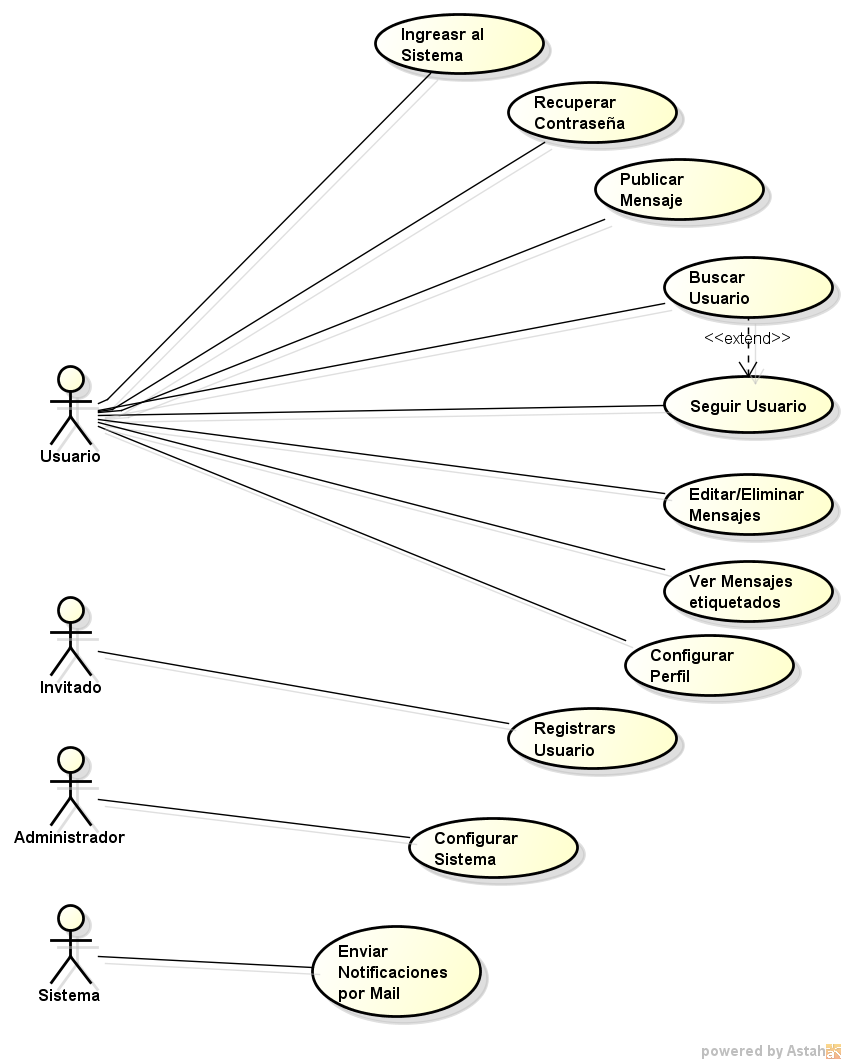 Ingreasr al
Sistema
Recuperar
Contraseña
Publicar
Mensaje
Buscar
Usuario
<<extend>>
Seguir Usuario
Usuario
Editar/Eliminar
Mensajes
Ver Mensajes
etiquetados
Configurar
Perfil
Invitado
Registrars
Usuario
Administrador
Configurar
Sistema
Sistema
Enviar
Notificaciones
por Mail
powered by Astah